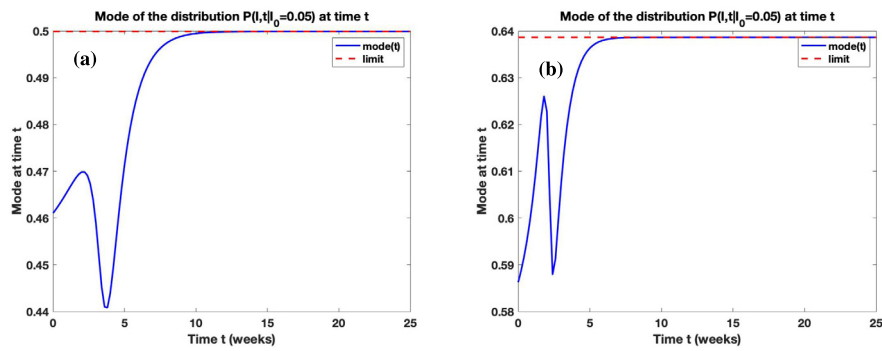 Mode of the distribution P(I,t|I₀=0.05) at time t
(a)
mode(t)
limit
Mode at time t
0.5
0.49
0.48
0.47
0.46
0.45
0.44
0
5
10
15
20
25
Time t (weeks)
Mode of the distribution P(I,t|I₀=0.05) at time t
(b)
mode(t)
limit
Mode at time t
0.64
0.63
0.62
0.61
0.6
0.59
0.58
0
5
10
15
20
25
Time t (weeks)